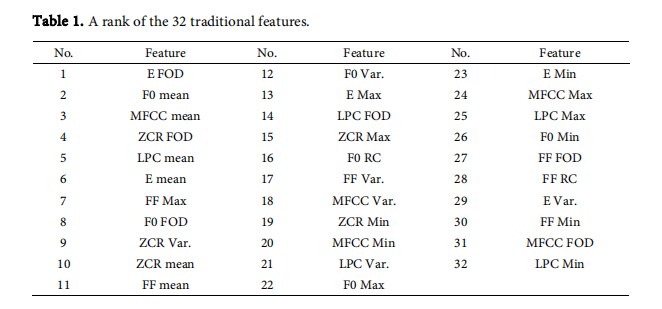 Table 1. A rank of the 32 traditional features.
No. Feature No. Feature No. Feature
1 E FOD 12 F0 Var. 23 E Min
2 F0 mean 13 E Max 24 MFCC Max
3 MFCC mean 14 LPC FOD 25 LPC Max
4 ZCR FOD 15 ZCR Max 26 F0 Min
5 LPC mean 16 F0 RC 27 FF FOD
6 E mean 17 FF Var. 28 FF RC
7 FF Max 18 MFCC Var. 29 E Var.
8 F0 FOD 19 ZCR Min 30 FF Min
9 ZCR Var. 20 MFCC Min 31 MFCC FOD
10 ZCR mean 21 LPC Var. 32 LPC Min
11 FF mean 22 F0 Max